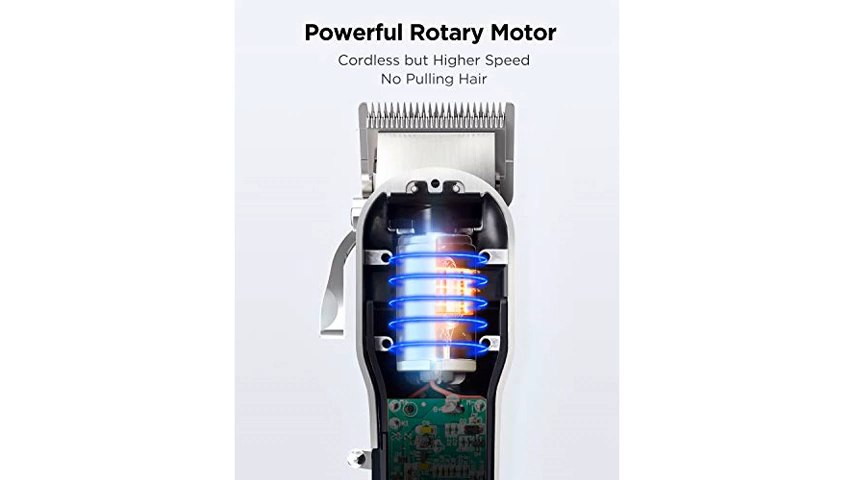 Powerful Rotary Motor
Cordless but Higher Speed
No Pulling Hair